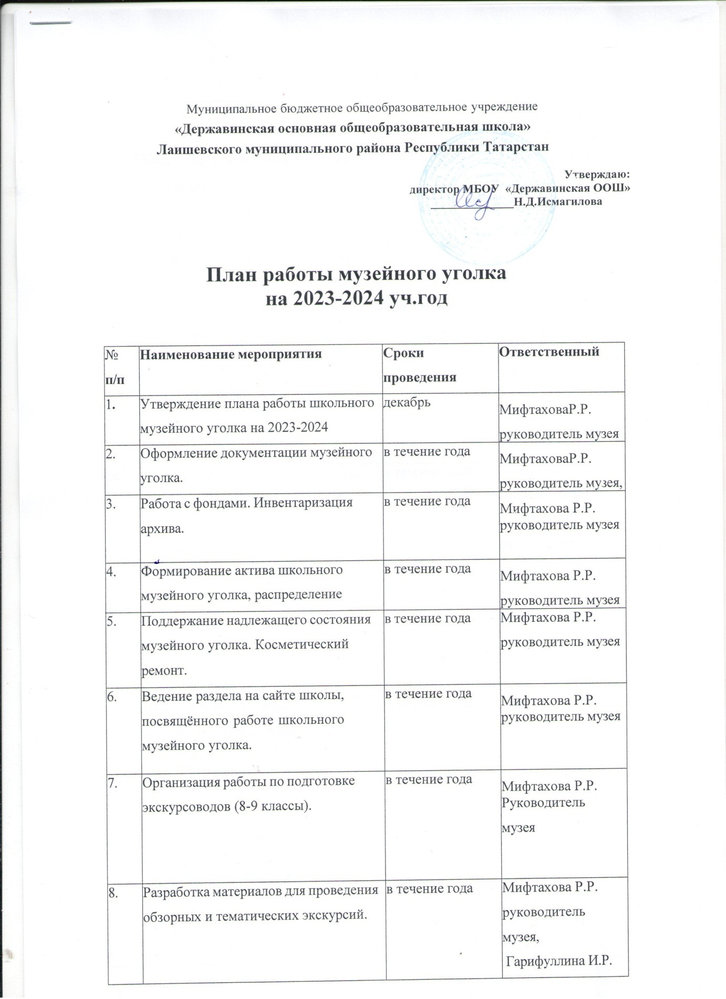 Муниципальное бюджетное общеобразовательное учреждение
«Державинская основная общеобразовательная школа»
Лаишевского муниципального района Республики Татарстан
Утверждаю:
директор МБОУ «Державинская ООШ»
____________Н.Д.Исмагилова
План работы музейного уголка
на 2023-2024 уч.год
№ п/п
Наименование мероприятия
Сроки проведения
Ответственный
1.
Утверждение плана работы школьного
музейного уголка на 2023-2024
декабрь
МифтаховаР.Р.
руководитель музея
2.
Оформление документации музейного
уголка.
в течение года
МифтаховаР.Р.
руководитель музея,
3.
Работа с фондами. Инвентаризация
архива.
в течение года
Мифтахова Р.Р.
руководитель музея
4.
Формирование актива школьного
музейного уголка, распределение
в течение года
Мифтахова Р.Р.
руководитель музея
5.
Поддержание надлежащего состояния
музейного уголка. Косметический
ремонт.
в течение года
Мифтахова Р.Р.
руководитель музея
6.
Ведение раздела на сайте школы,
посвящённого работе школьного
музейного уголка.
в течение года
Мифтахова Р.Р.
руководитель музея
7.
Организация работы по подготовке
экскурсоводов (8-9 классы).
в течение года
Мифтахова Р.Р.
Руководитель
музея
8.
Разработка материалов для проведения
обзорных и тематических экскурсий.
в течение года
Мифтахова Р.Р.
руководитель
музея,
Гарифуллина И.Р.